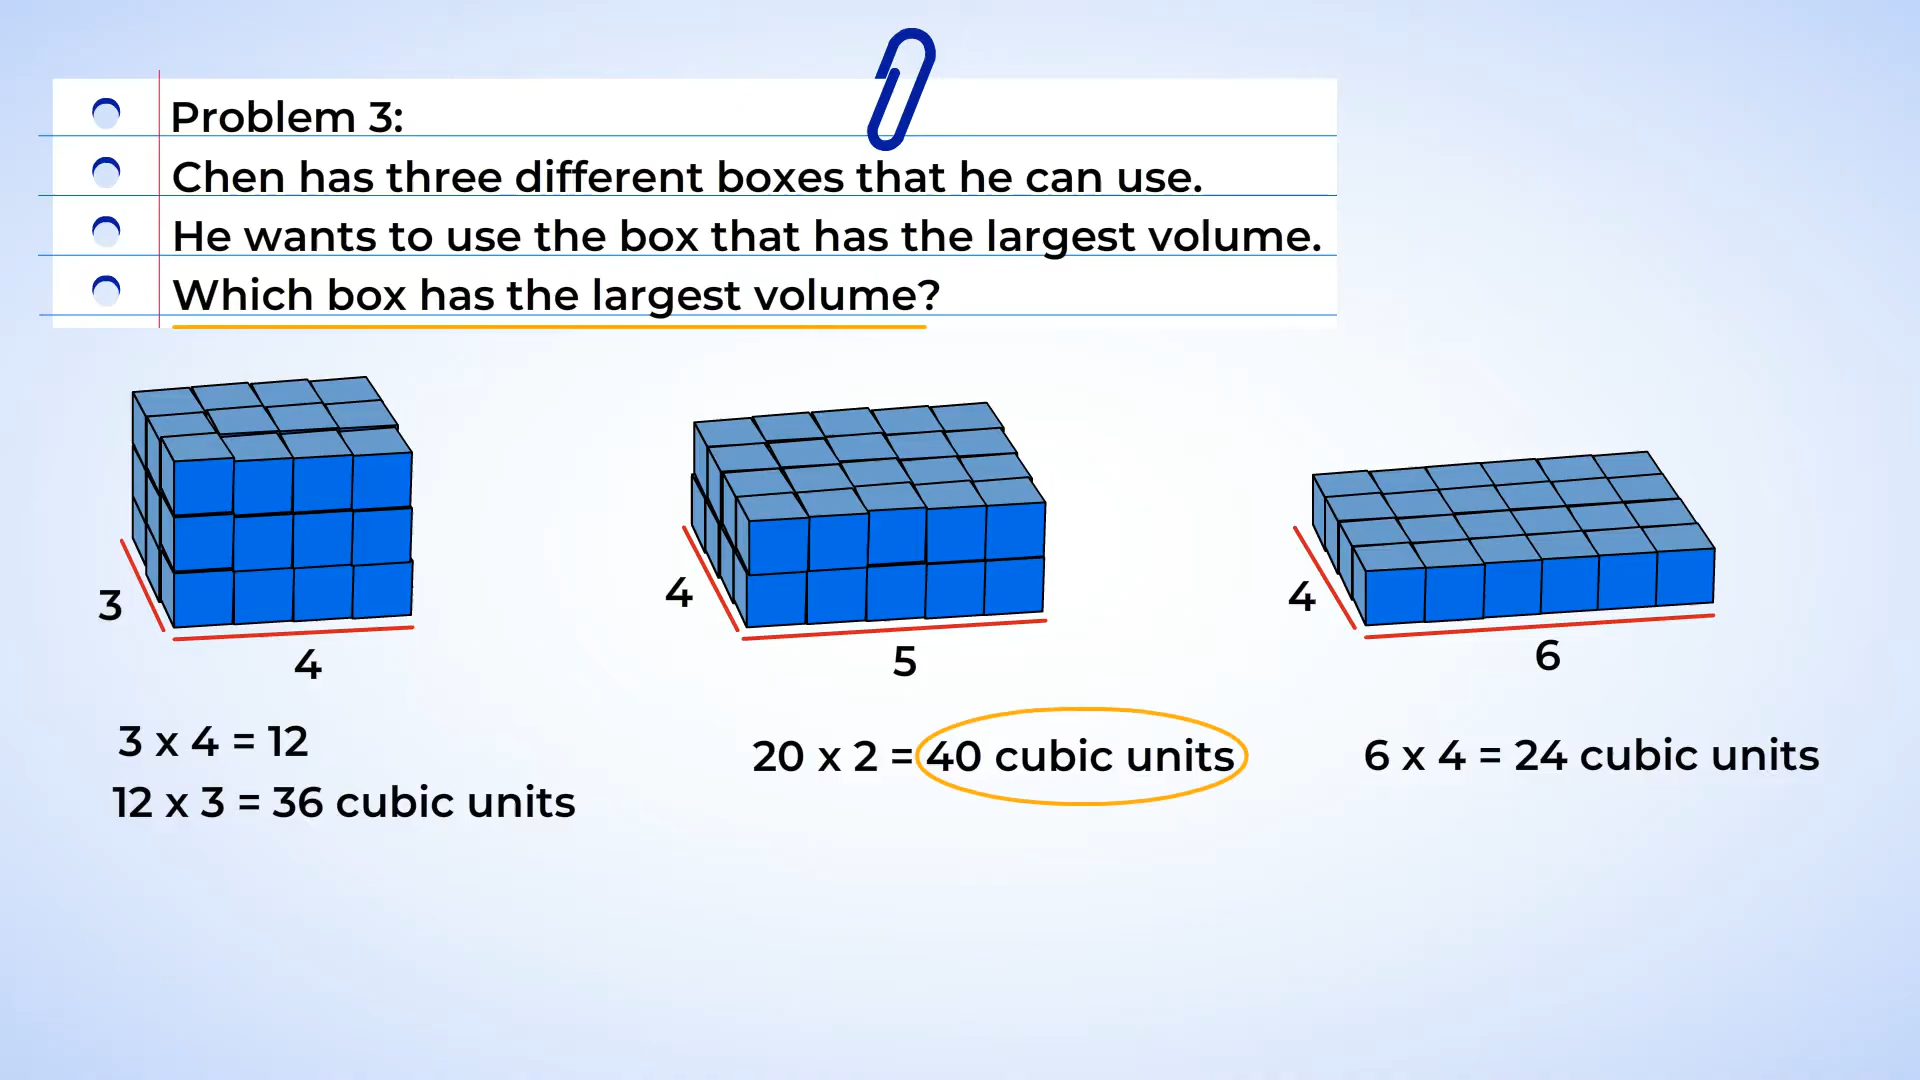 Problem 3:
Chen has three different boxes that he can use.
He wants to use the box that has the largest volume.
Which box has the largest volume?
3
4
4
5
4
6
3 x 4 = 12
12 x 3 = 36 cubic units
20 x 2 = 40 cubic units
6 x 4 = 24 cubic units